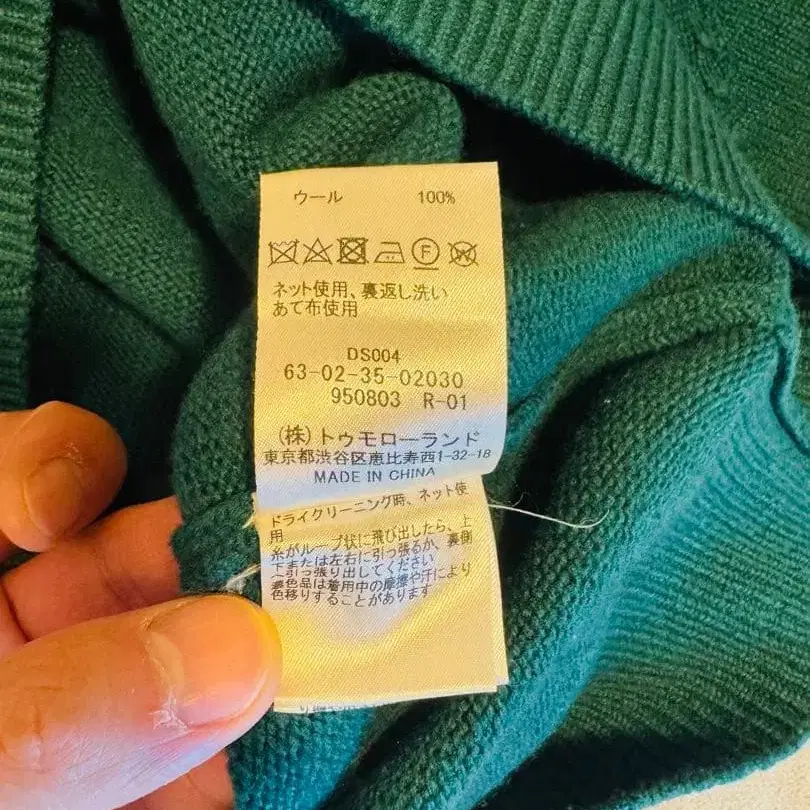 ウール 100%
F W
ネット使用、裏返し洗い
あて布使用
DS004
63-02-35-02030
950803 R-01
(株)トゥモローランド
東京都渋谷区恵比寿西1-32-18
MADE IN CHINA
ドライクリーニング時、ネット使
用
糸がループ状に飛び出したら、上
下または左右に引っ張るか、裏側
へ引っ張り出してください
濃色品は着用中の摩擦や汗により
色移りすることがあります